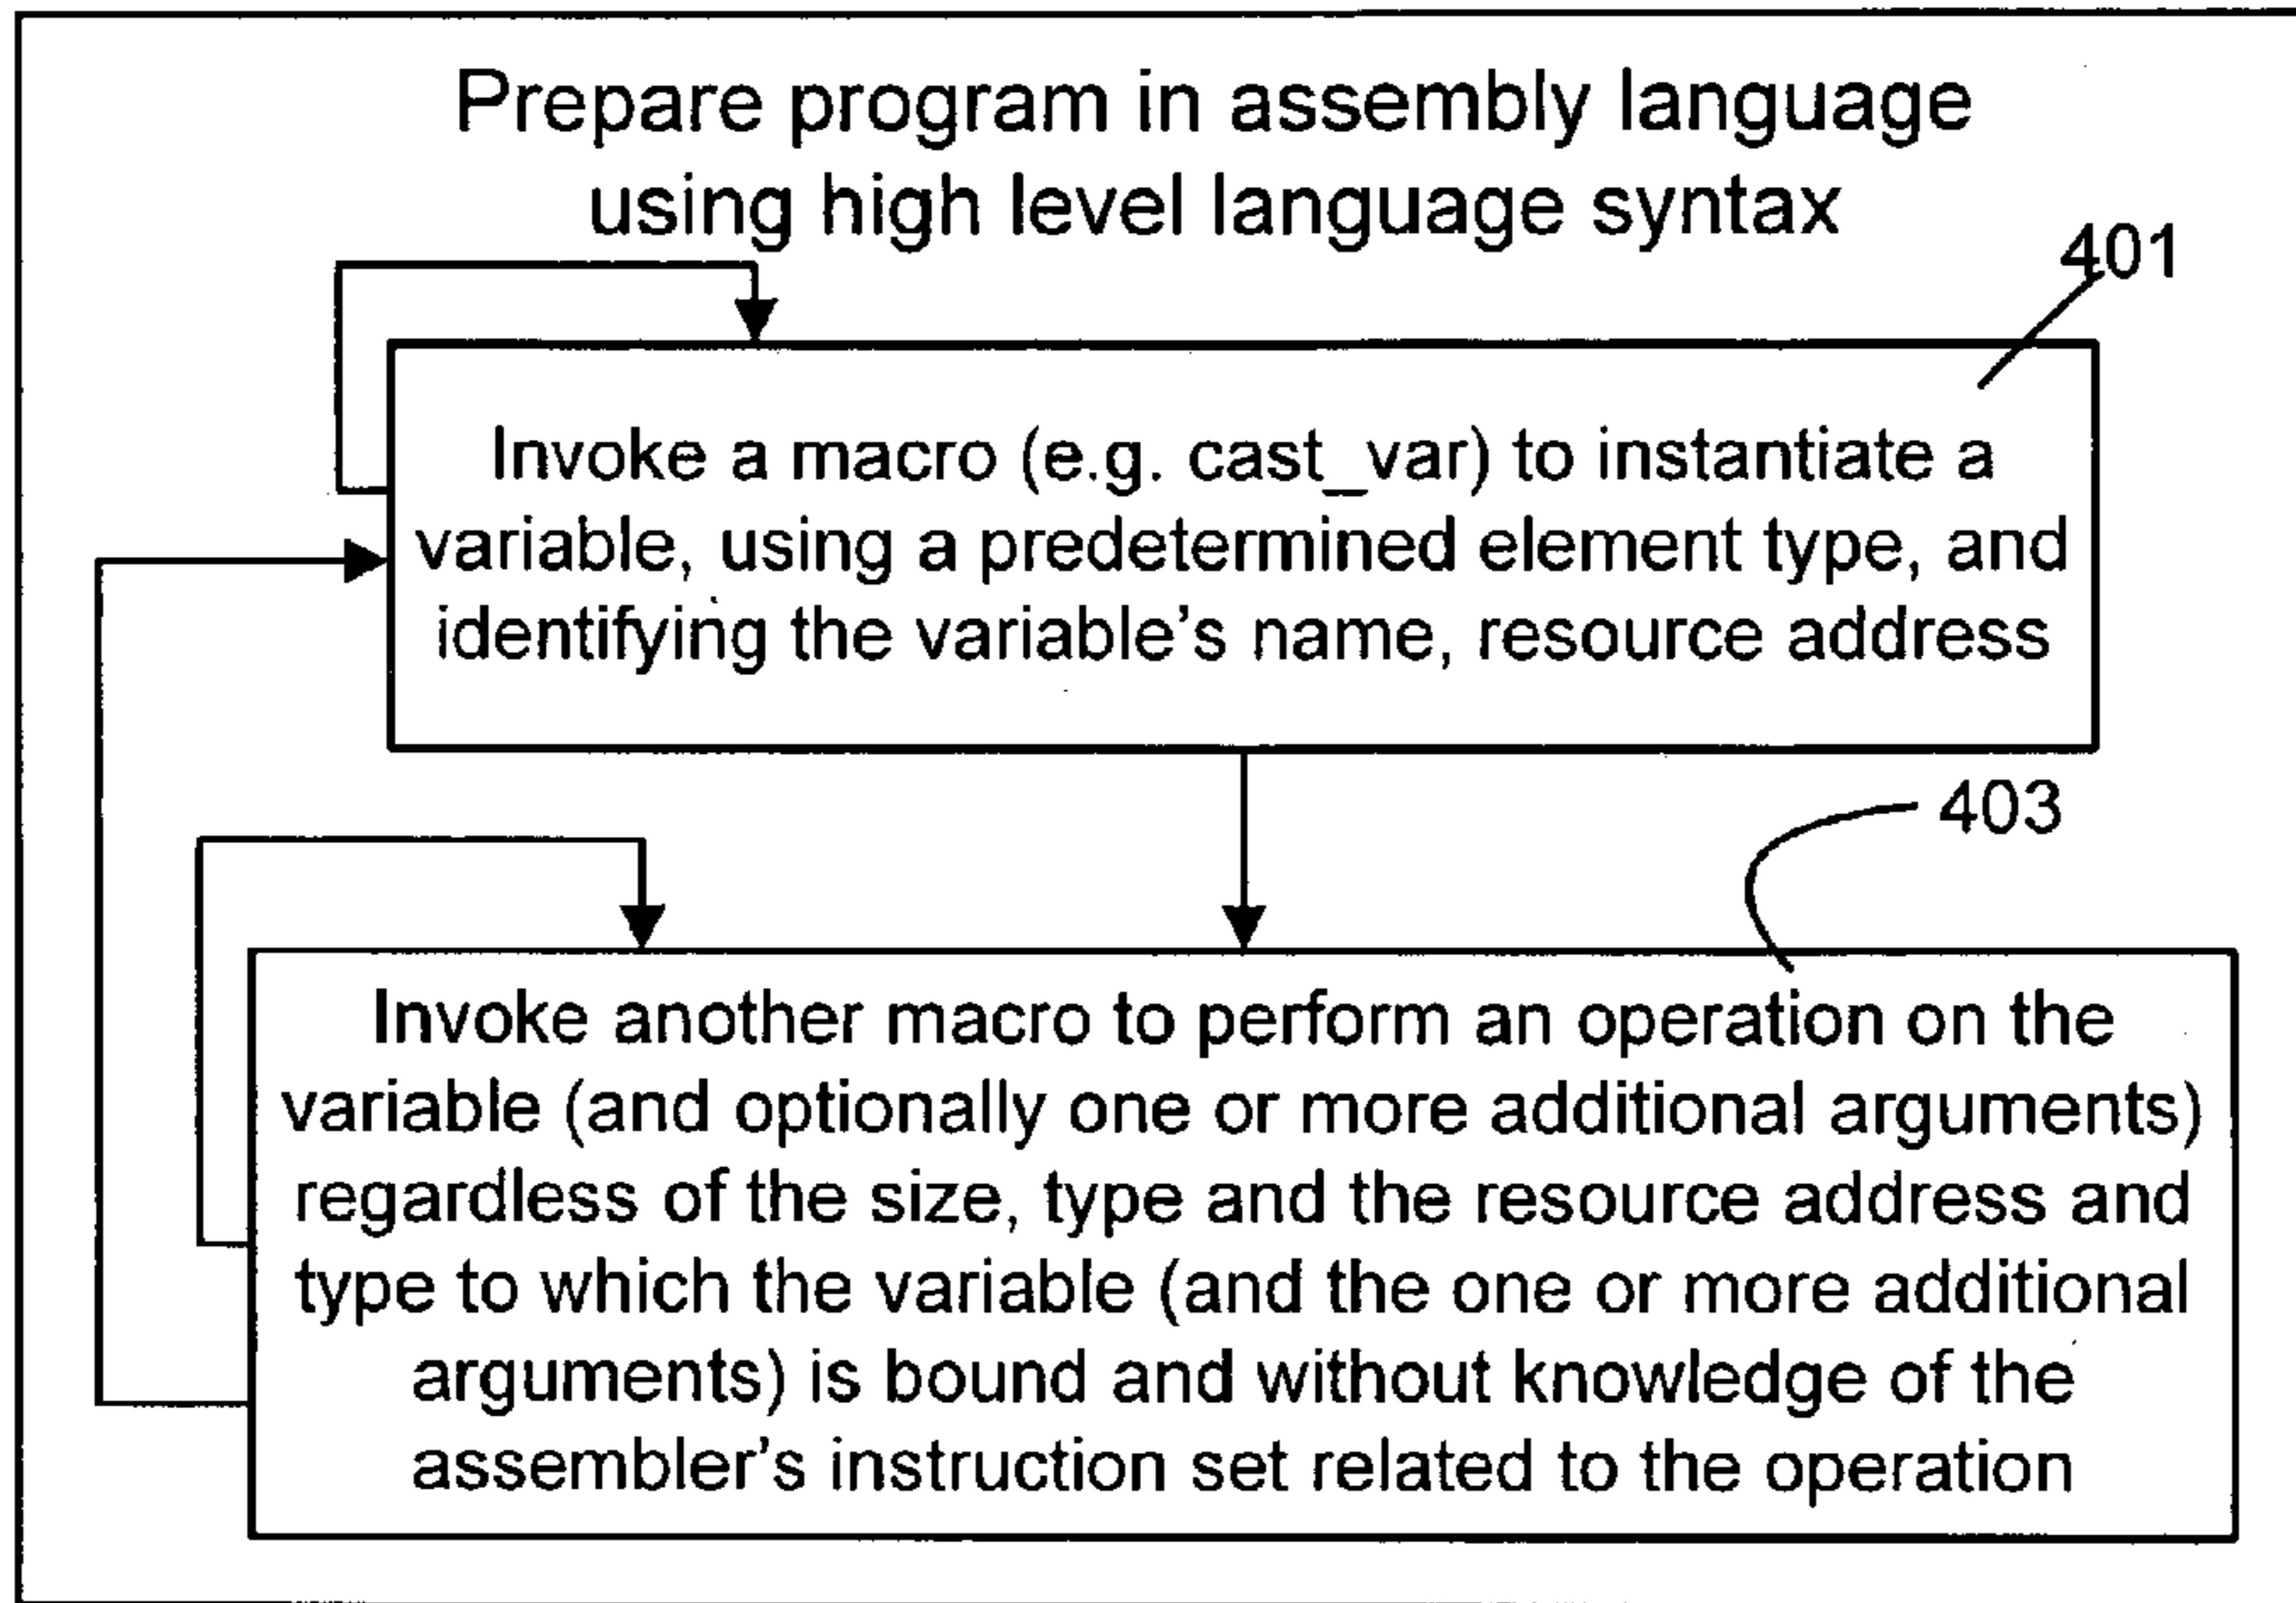 Prepare program in assembly language
using high level language syntax
401
Invoke a macro (e.g. cast_var) to instantiate a
variable, using a predetermined element type, and
identifying the variable's name, resource address
403
Invoke another macro to perform an operation on the
variable (and optionally one or more additional arguments)
regardless of the size, type and the resource address and
type to which the variable (and the one or more additional
arguments) is bound and without knowledge of the
assembler's instruction set related to the operation